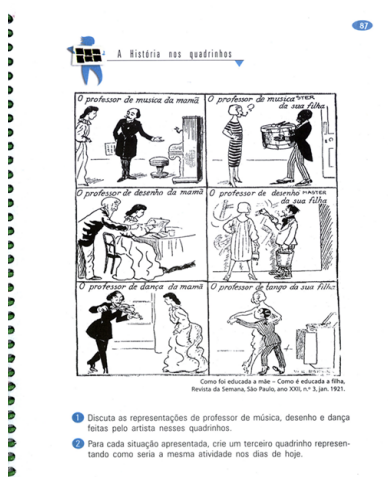 87
A História nos quadrinhos
O professor de musica da mamã
O professor de musica STER
da sua filha
O professor de desenho da mamã
O professor de desenho MASTER
da sua filha
O professor de dança da mamã
O professor de tango da sua filha
Como foi educada a mãe – Como é educada a filha,
Revista da Semana, São Paulo, ano XXII, n.º 3, jan. 1921.
1 Discuta as representações de professor de música, desenho e dança
feitas pelo artista nesses quadrinhos.
2 Para cada situação apresentada, crie um terceiro quadrinho represen-
tando como seria a mesma atividade nos dias de hoje.